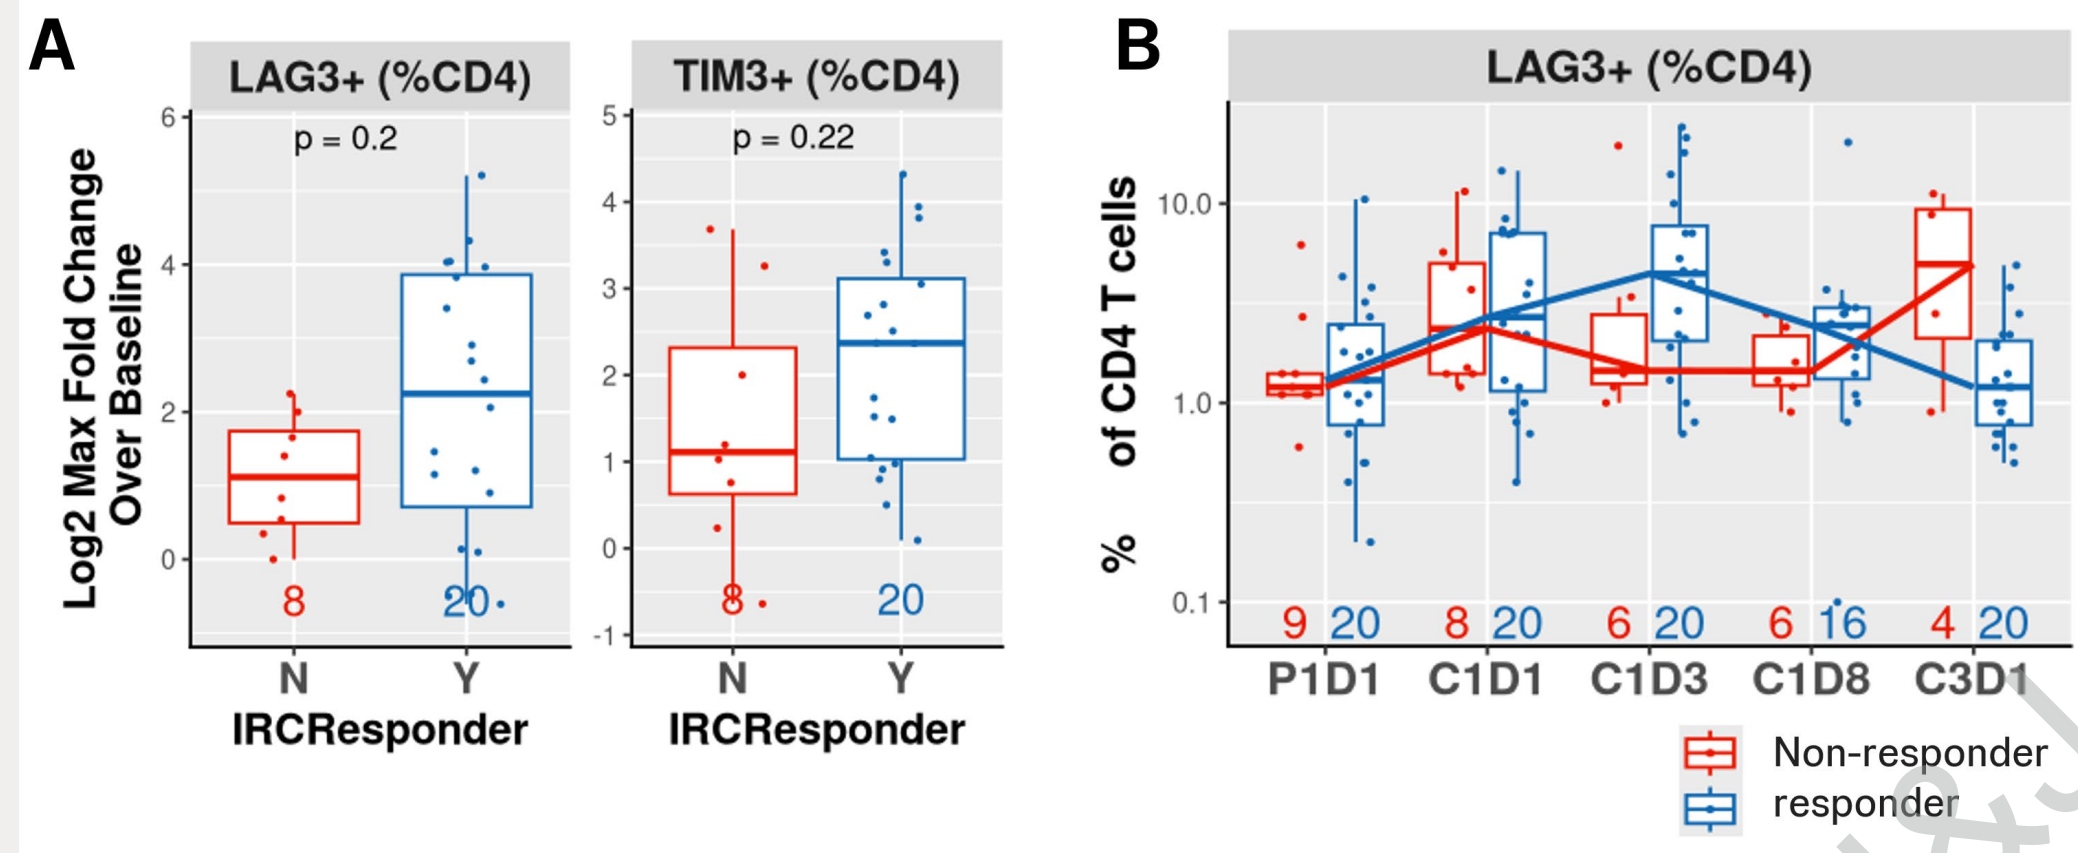 A
LAG3+ (%CD4)
TIM3+ (%CD4)
Log2 Max Fold Change
Over Baseline
6
4
2
0
p = 0.2
8
20
N
Y
IRCResponder
5
4
3
2
1
0
-1
p = 0.22
8
20
N
Y
IRCResponder
B
LAG3+ (%CD4)
% of CD4 T cells
10.0
1.0
0.1
9 20 8 20 6 20 6 16 4 20
P1D1 C1D1 C1D3 C1D8 C3D1
Non-responder
responder